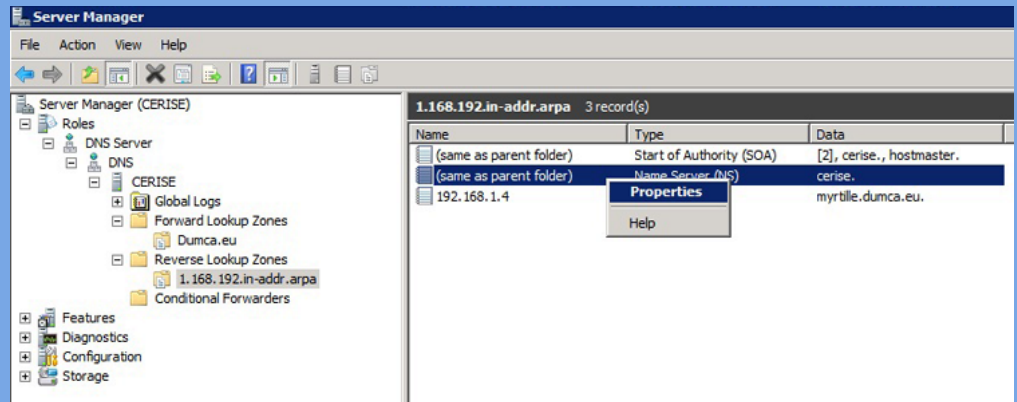 Server Manager
File Action View Help
Server Manager (CERISE)
Roles
DNS Server
DNS
CERISE
Global Logs
Forward Lookup Zones
Dumca.eu
Reverse Lookup Zones
1.168.192.in-addr.arpa
Conditional Forwarders
Features
Diagnostics
Configuration
Storage
1.168.192.in-addr.arpa 3 record(s)
Name Type Data
(same as parent folder) Start of Authority (SOA) [2], cerise., hostmaster.
(same as parent folder) Name Server (NS) cerise.
192.168.1.4 myrtille.dumca.eu.
Properties
Help